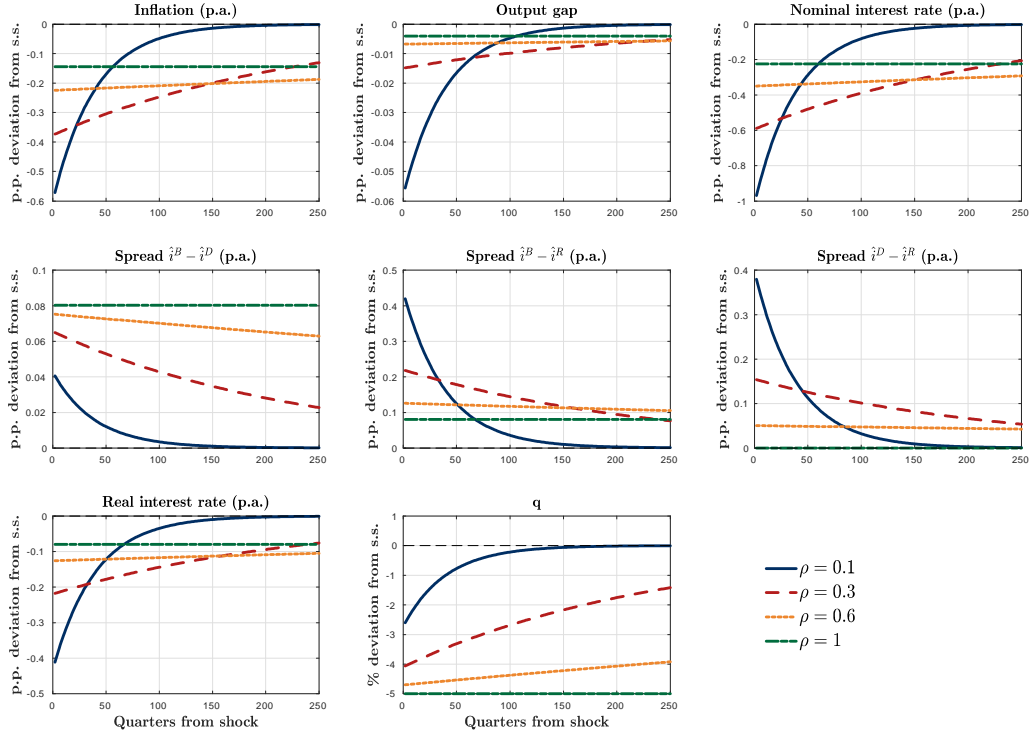 Inflation (p.a.)
p.p. deviation from s.s.
0
-0.1
-0.2
-0.3
-0.4
-0.5
-0.6
0 50 100 150 200 250
Output gap
p.p. deviation from s.s.
0
-0.01
-0.02
-0.03
-0.04
-0.05
-0.06
0 50 100 150 200 250
Nominal interest rate (p.a.)
p.p. deviation from s.s.
0
-0.2
-0.4
-0.6
-0.8
-1
0 50 100 150 200 250
Spread î^B − î^D (p.a.)
p.p. deviation from s.s.
0.1
0.08
0.06
0.04
0.02
0
0 50 100 150 200 250
Spread î^B − î^R (p.a.)
p.p. deviation from s.s.
0.5
0.4
0.3
0.2
0.1
0
0 50 100 150 200 250
Spread î^D − î^R (p.a.)
p.p. deviation from s.s.
0.4
0.3
0.2
0.1
0
0 50 100 150 200 250
Real interest rate (p.a.)
p.p. deviation from s.s.
0
-0.1
-0.2
-0.3
-0.4
-0.5
0 50 100 150 200 250
Quarters from shock
q
% deviation from s.s.
1
0
-1
-2
-3
-4
-5
0 50 100 150 200 250
Quarters from shock
ρ = 0.1
ρ = 0.3
ρ = 0.6
ρ = 1